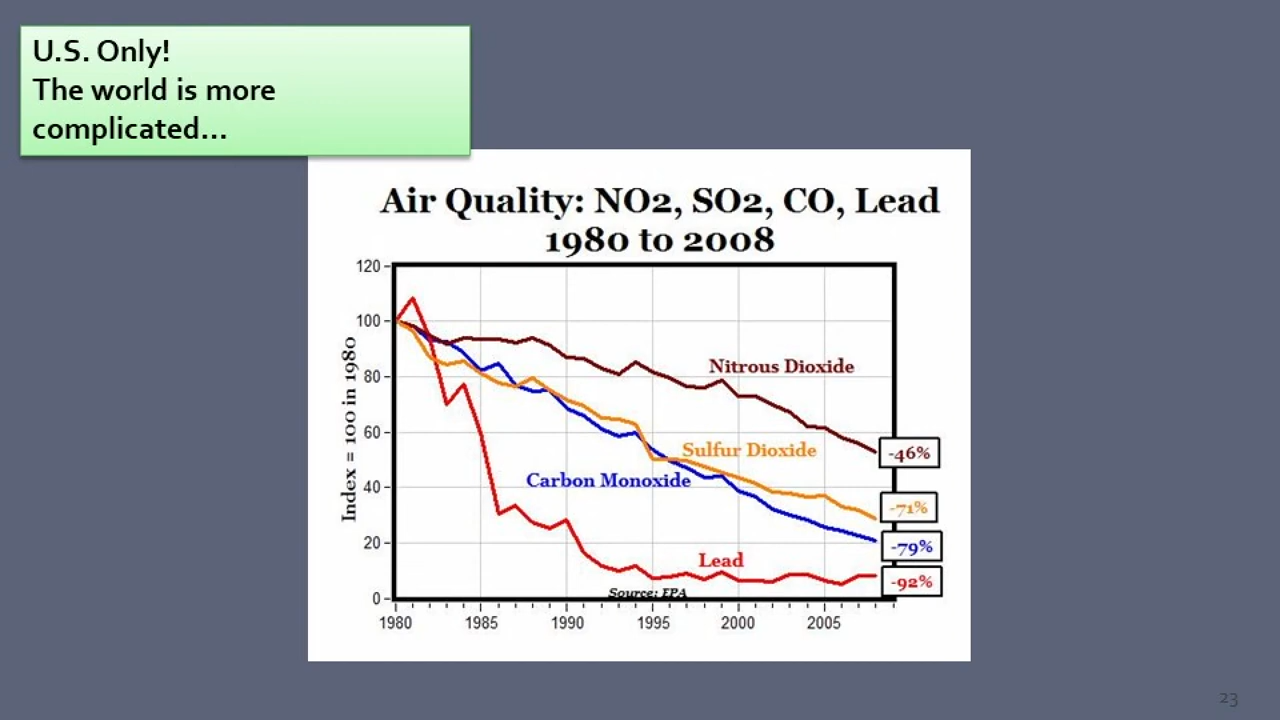 U.S. Only!
The world is more
complicated…
Air Quality: NO2, SO2, CO, Lead
1980 to 2008
Index = 100 in 1980
120
100
80
60
40
20
0
Nitrous Dioxide
Sulfur Dioxide
Carbon Monoxide
Lead
Source: EPA
-46%
-71%
-79%
-92%
1980 1985 1990 1995 2000 2005
23